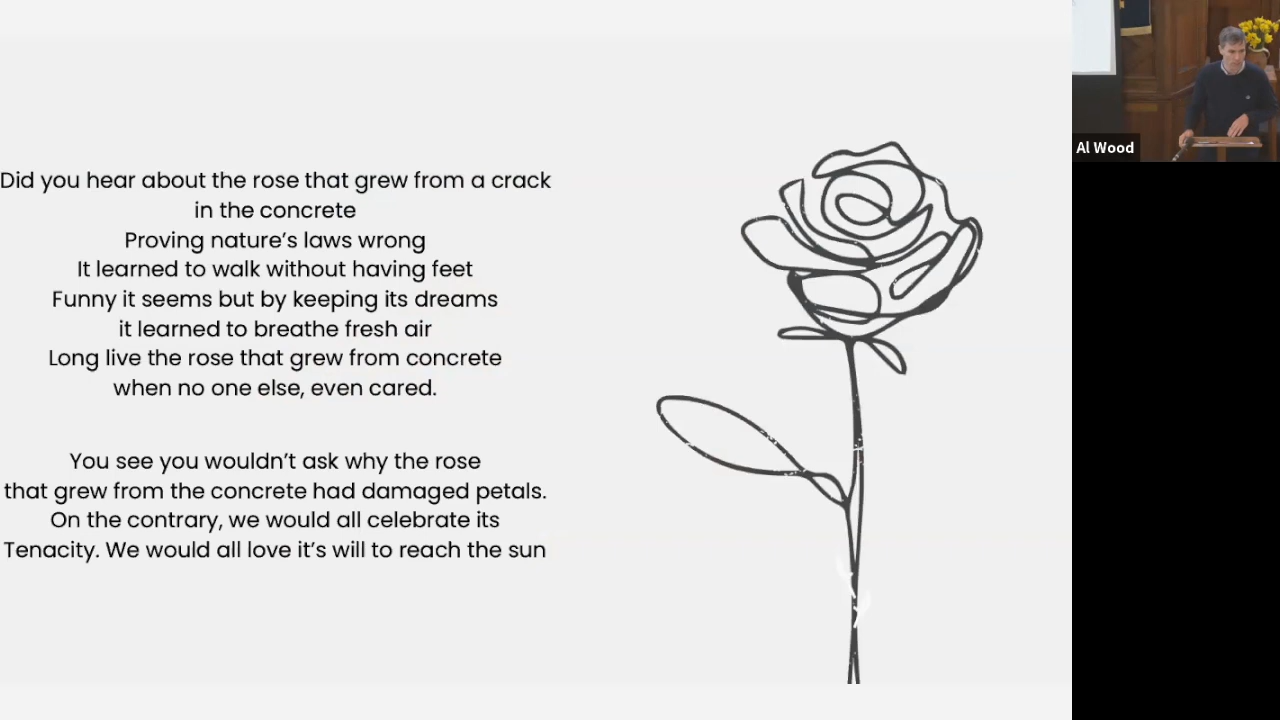 Did you hear about the rose that grew from a crack
in the concrete
Proving nature's laws wrong
It learned to walk without having feet
Funny it seems but by keeping its dreams
it learned to breathe fresh air
Long live the rose that grew from concrete
when no one else, even cared.
You see you wouldn't ask why the rose
that grew from the concrete had damaged petals.
On the contrary, we would all celebrate its
Tenacity. We would all love it's will to reach the sun
Al Wood